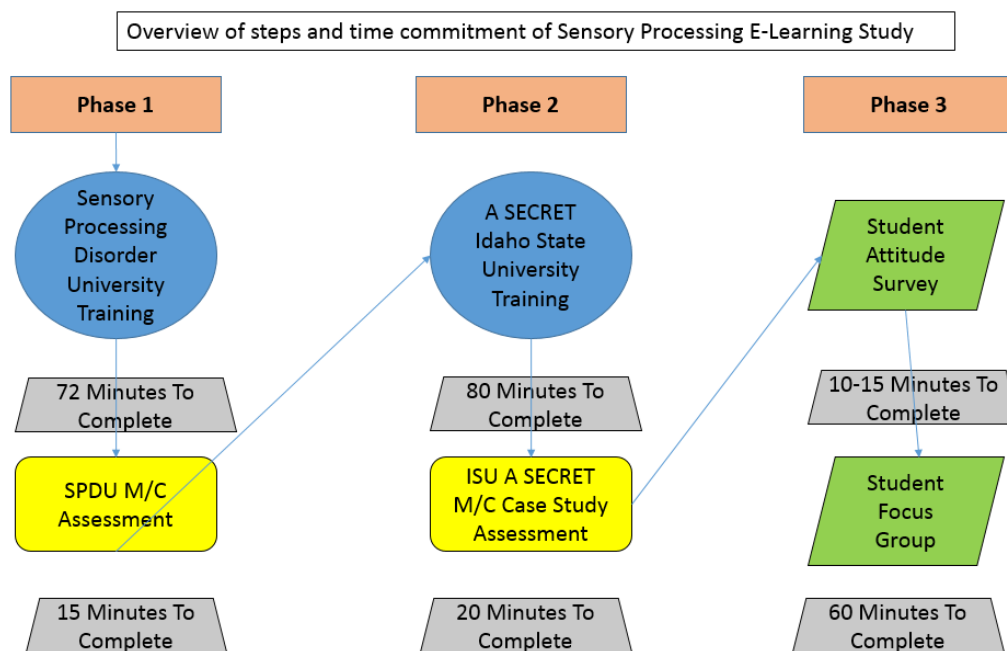 Overview of steps and time commitment of Sensory Processing E-Learning Study
Phase 1
Sensory
Processing
Disorder
University
Training
72 Minutes To
Complete
SPDU M/C
Assessment
15 Minutes To
Complete
Phase 2
A SECRET
Idaho State
University
Training
80 Minutes To
Complete
ISU A SECRET
M/C Case Study
Assessment
20 Minutes To
Complete
Phase 3
Student
Attitude
Survey
10-15 Minutes To
Complete
Student
Focus
Group
60 Minutes To
Complete